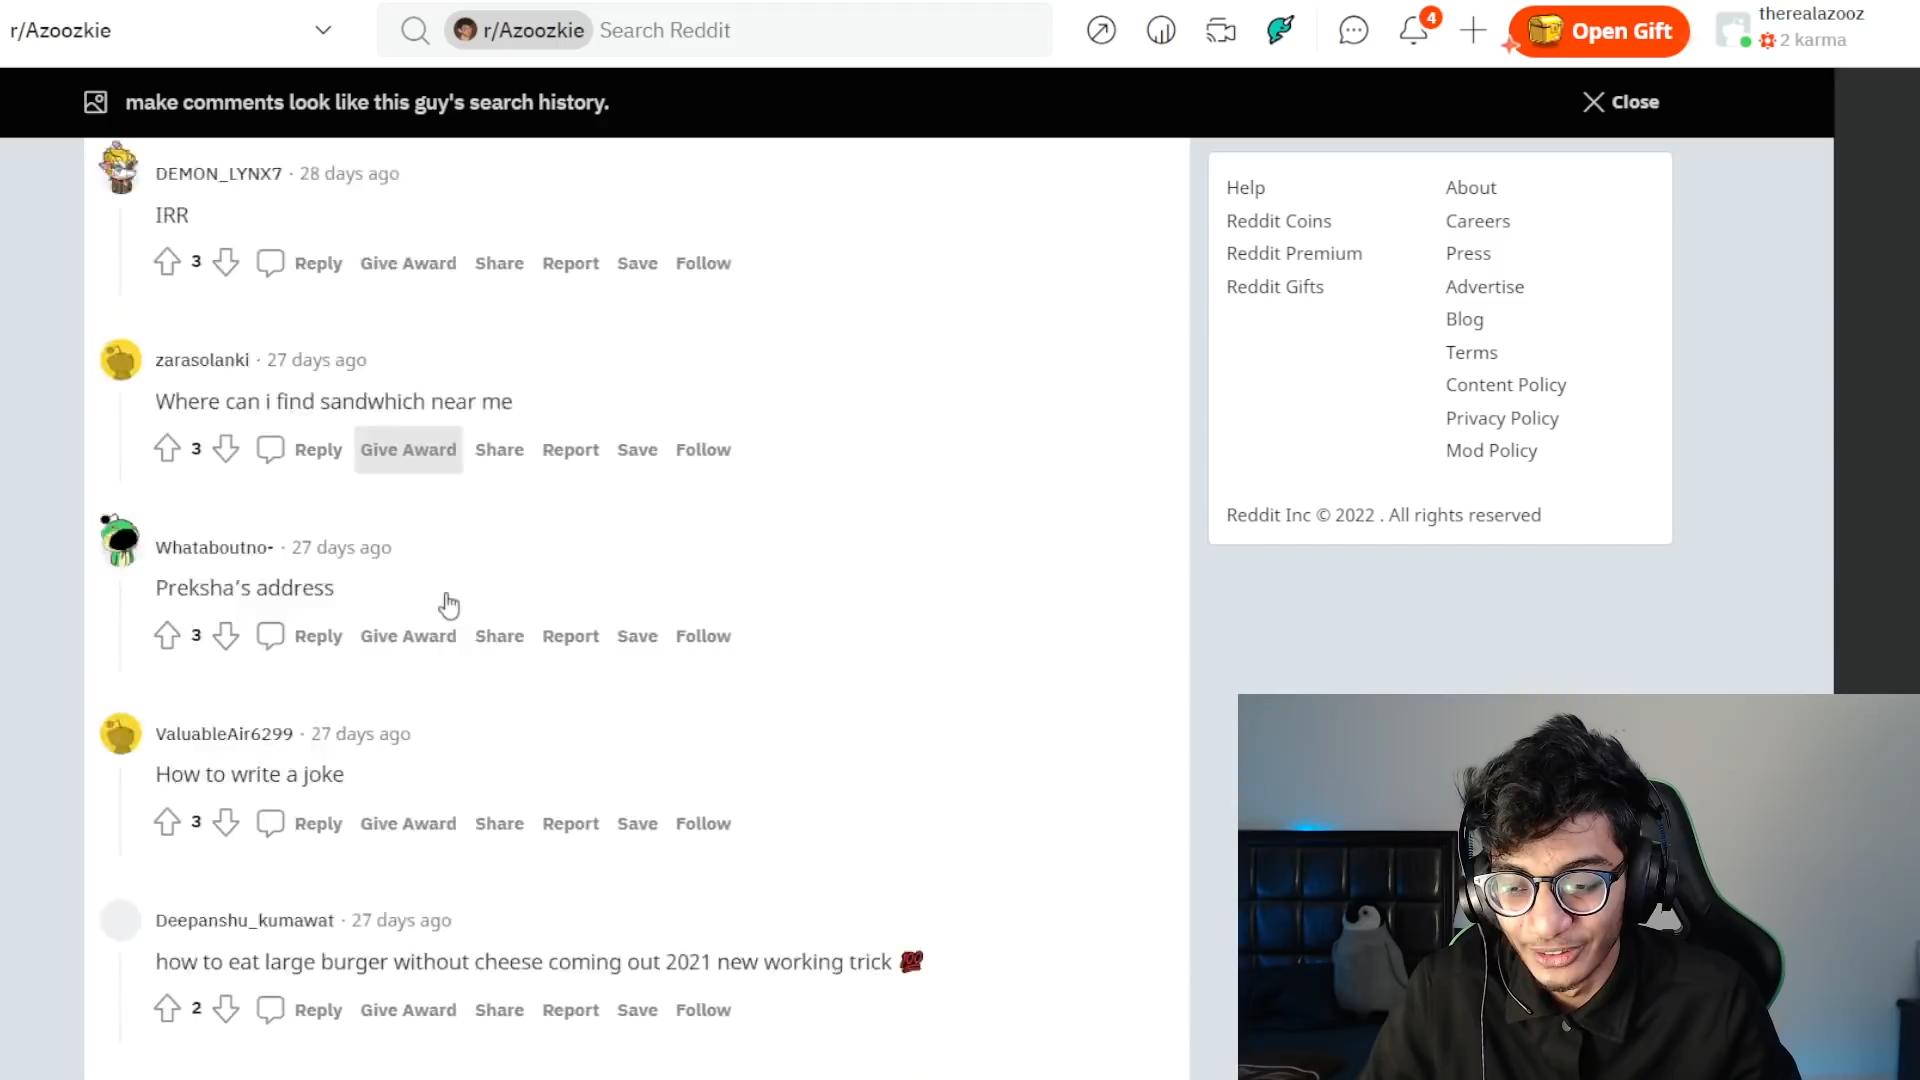 r/Azoozkie
r/Azoozkie Search Reddit
4
Open Gift
therealazooz
2 karma
make comments look like this guy's search history.
Close
DEMON_LYNX7 · 28 days ago
IRR
3 Reply Give Award Share Report Save Follow
zarasolanki · 27 days ago
Where can i find sandwhich near me
3 Reply Give Award Share Report Save Follow
Whataboutno- · 27 days ago
Preksha’s address
3 Reply Give Award Share Report Save Follow
ValuableAir6299 · 27 days ago
How to write a joke
3 Reply Give Award Share Report Save Follow
Deepanshu_kumawat · 27 days ago
how to eat large burger without cheese coming out 2021 new working trick 💯
2 Reply Give Award Share Report Save Follow
Help
Reddit Coins
Reddit Premium
Reddit Gifts
About
Careers
Press
Advertise
Blog
Terms
Content Policy
Privacy Policy
Mod Policy
Reddit Inc © 2022 . All rights reserved